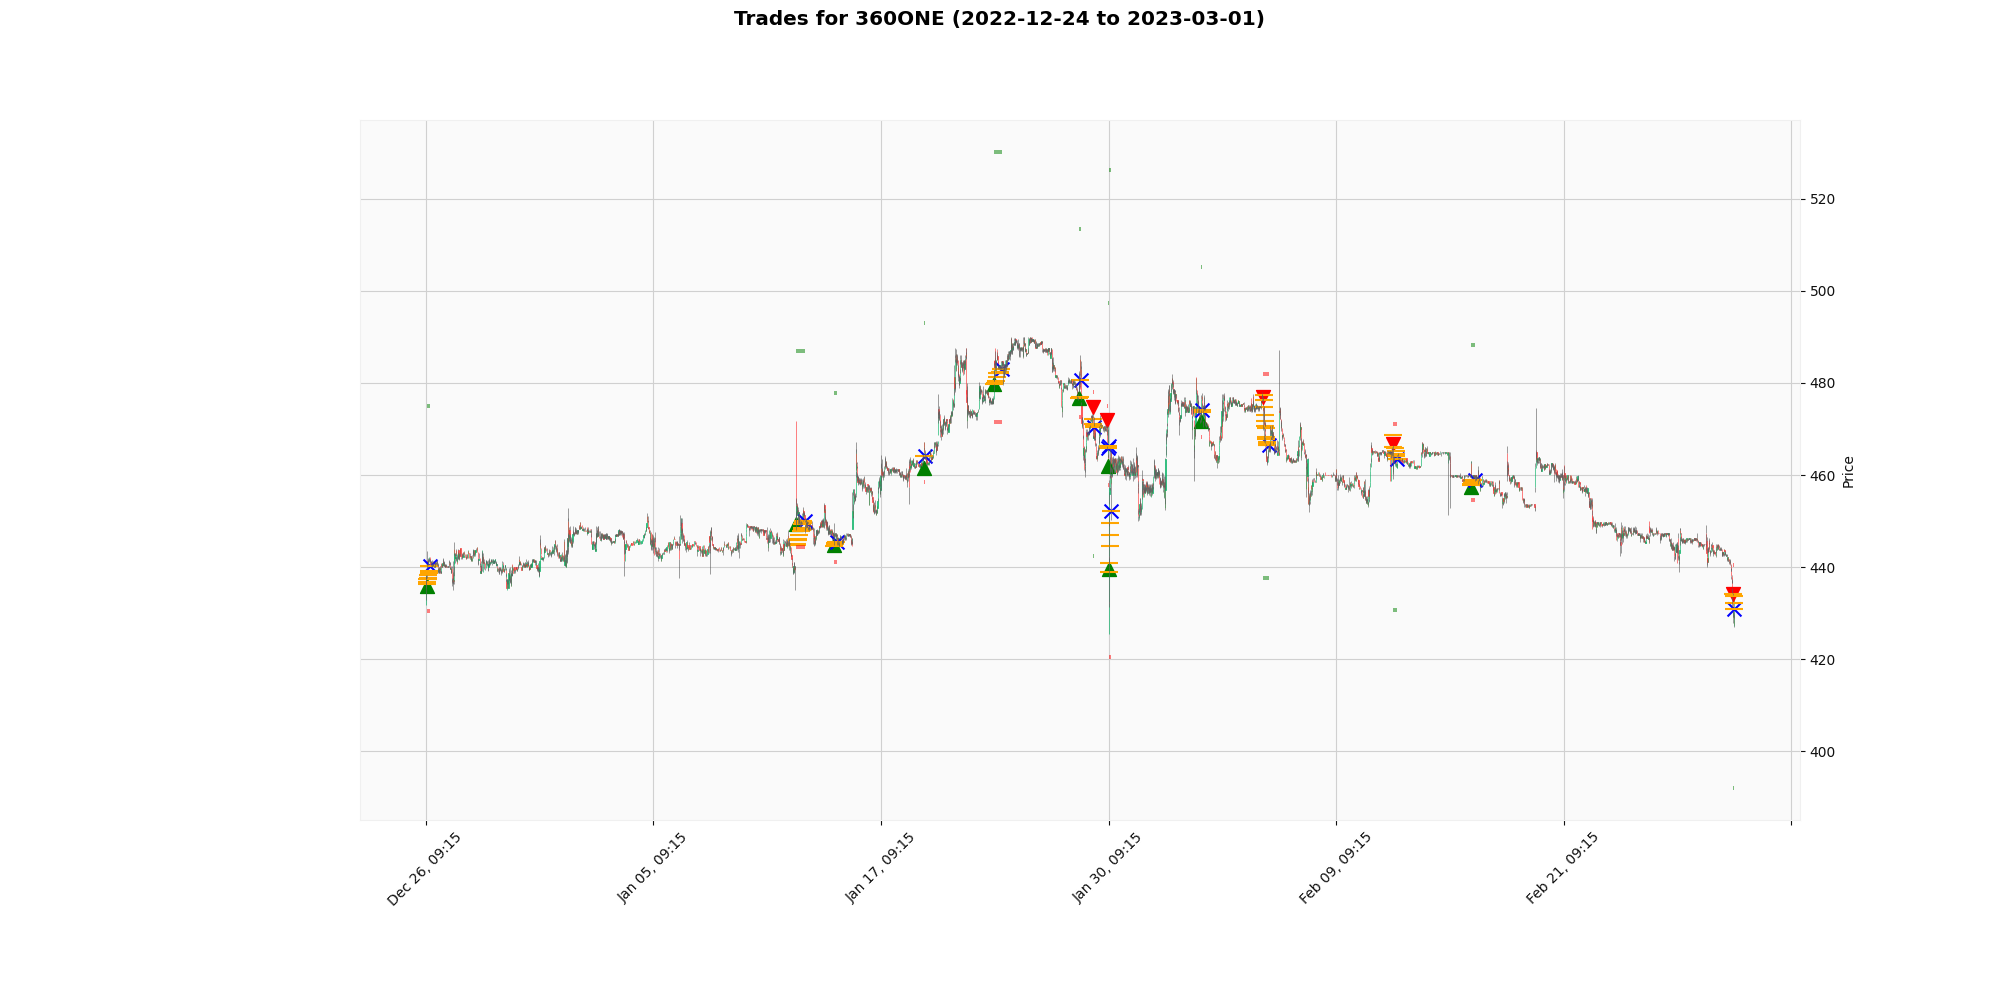 Trades for 360ONE (2022-12-24 to 2023-03-01)
520
500
480
460
440
420
400
Price
Dec 26, 09:15
Jan 05, 09:15
Jan 17, 09:15
Jan 30, 09:15
Feb 09, 09:15
Feb 21, 09:15